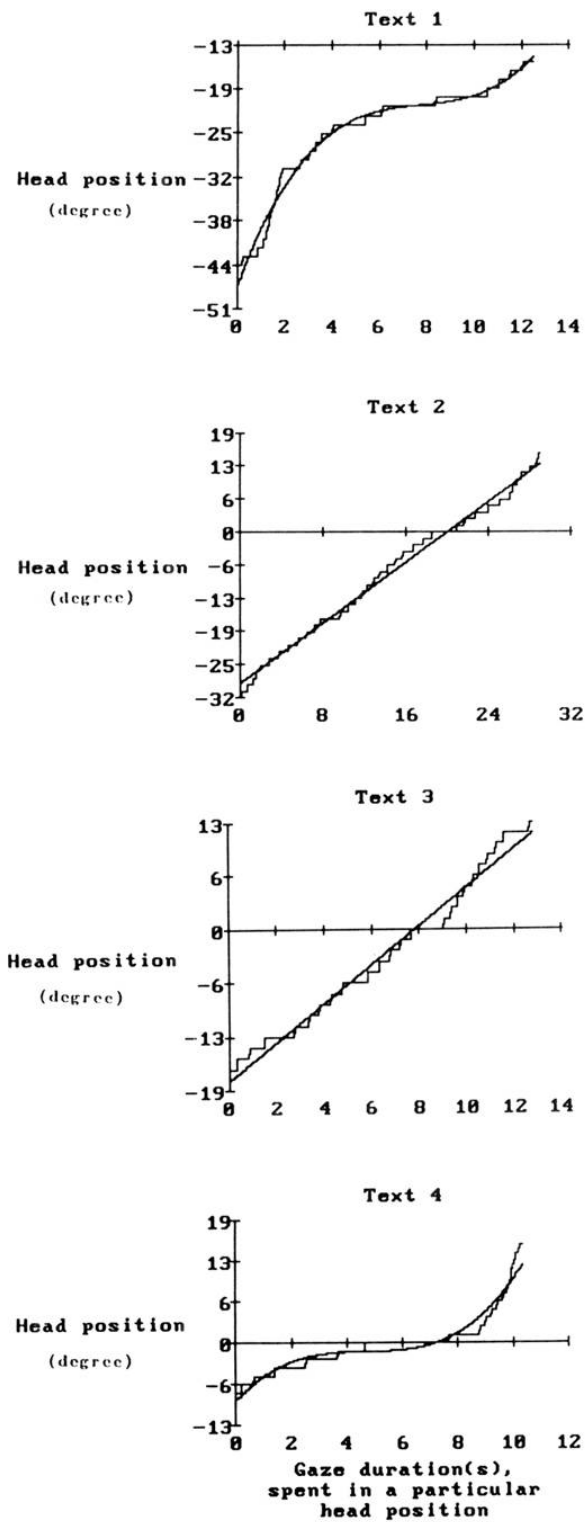 Text 1
-13
-19
-25
Head position
-32
(degree)
-38
-44
-51
0 2 4 6 8 10 12 14
Text 2
19
13
6
0
Head position
-6
(degree)
-13
-19
-25
-32
0 8 16 24 32
Text 3
13
6
0
Head position
(degree)
-6
-13
-19
0 2 4 6 8 10 12 14
Text 4
19
13
6
Head position
0
(degree)
-6
-13
0 2 4 6 8 10 12
Gaze duration(s),
spent in a particular
head position